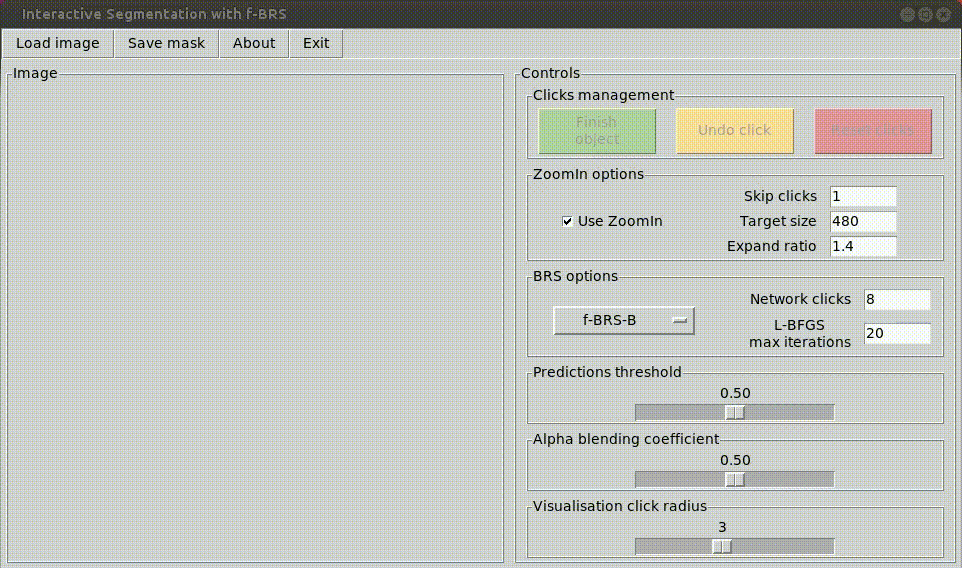 Interactive Segmentation with f-BRS
Load image
Save mask
About
Exit
Image
Controls
Clicks management
Finish
object
Undo click
Reset clicks
ZoomIn options
Use ZoomIn
Skip clicks
1
Target size
480
Expand ratio
1.4
BRS options
f-BRS-B
Network clicks
8
L-BFGS
max iterations
20
Predictions threshold
0.50
Alpha blending coefficient
0.50
Visualisation click radius
3